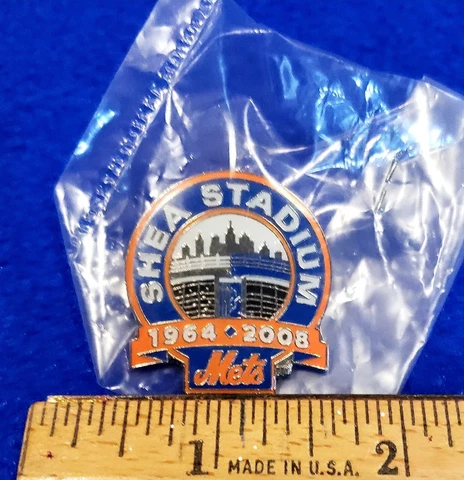 SHEA STADIUM
1964 ◆ 2008
Mets
1 MADE IN U.S.A. 2